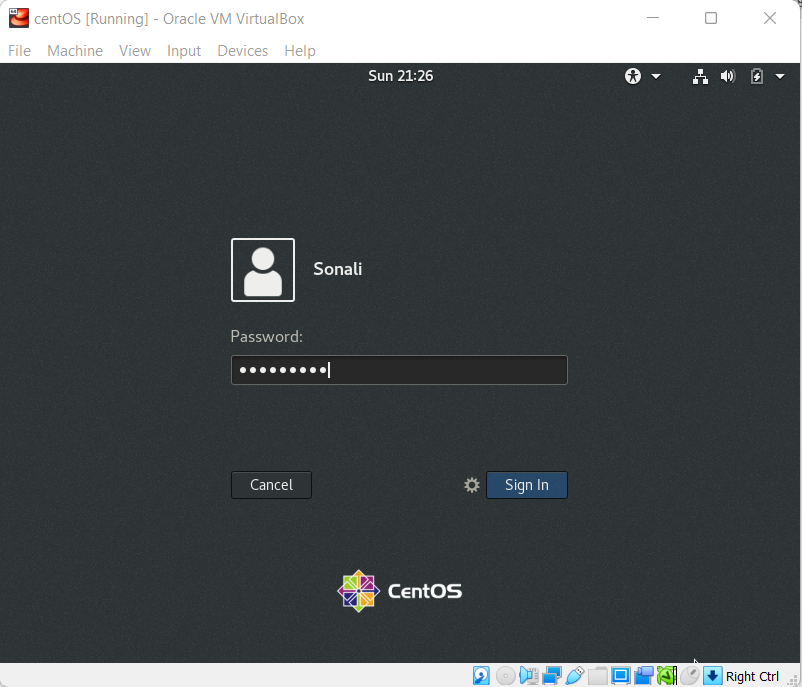 centOS [Running] - Oracle VM VirtualBox
File Machine View Input Devices Help
Sun 21:26
Sonali
Password:
Cancel
Sign In
CentOS
Right Ctrl